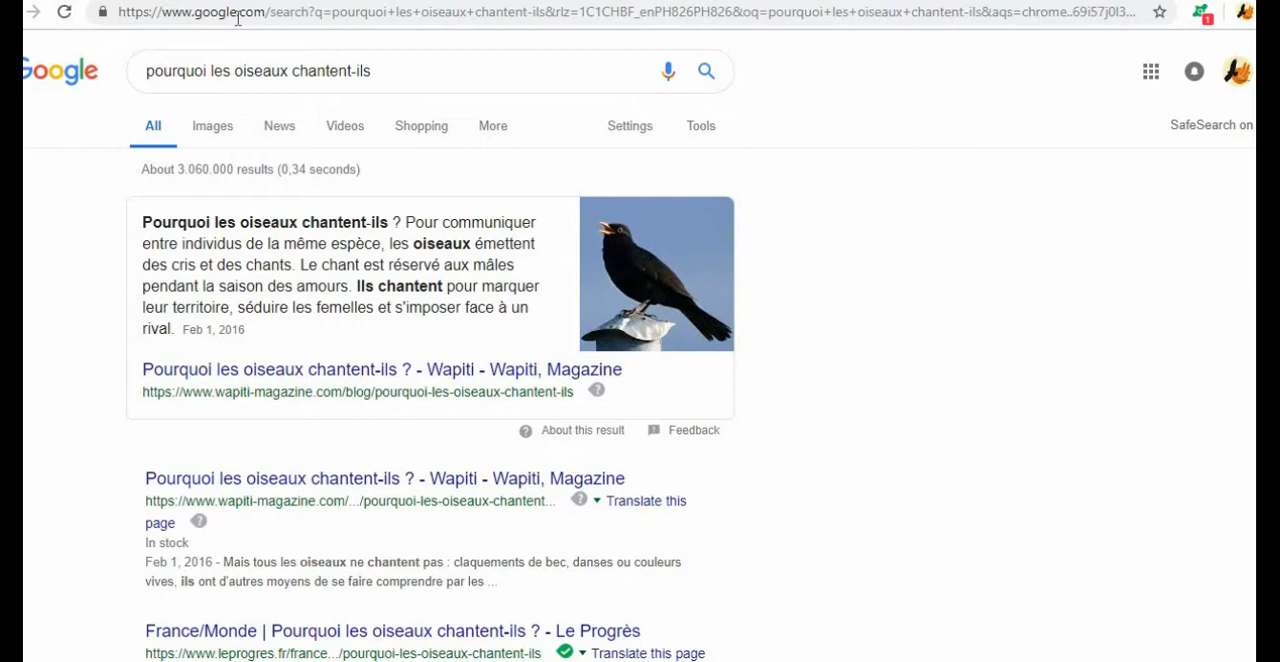 https://www.google.com/search?q=pourquoi+les+oiseaux+chantent-ils&rlz=1C1CHBF_enPH826PH826&oq=pourquoi+les+oiseaux+chantent-ils&aqs=chrome..69i57j0l3...
1
Google
pourquoi les oiseaux chantent-ils
All Images News Videos Shopping More Settings Tools
SafeSearch on
About 3.060.000 results (0,34 seconds)
Pourquoi les oiseaux chantent-ils ? Pour communiquer
entre individus de la même espèce, les oiseaux émettent
des cris et des chants. Le chant est réservé aux mâles
pendant la saison des amours. Ils chantent pour marquer
leur territoire, séduire les femelles et s'imposer face à un
rival. Feb 1, 2016
Pourquoi les oiseaux chantent-ils ? - Wapiti - Wapiti, Magazine
https://www.wapiti-magazine.com/blog/pourquoi-les-oiseaux-chantent-ils
About this result Feedback
Pourquoi les oiseaux chantent-ils ? - Wapiti - Wapiti, Magazine
https://www.wapiti-magazine.com/.../pourquoi-les-oiseaux-chantent... Translate this
page
In stock
Feb 1, 2016 - Mais tous les oiseaux ne chantent pas : claquements de bec, danses ou couleurs
vives, ils ont d'autres moyens de se faire comprendre par les ...
France/Monde | Pourquoi les oiseaux chantent-ils ? - Le Progrès
https://www.leprogres.fr/france.../pourquoi-les-oiseaux-chantent-ils Translate this page